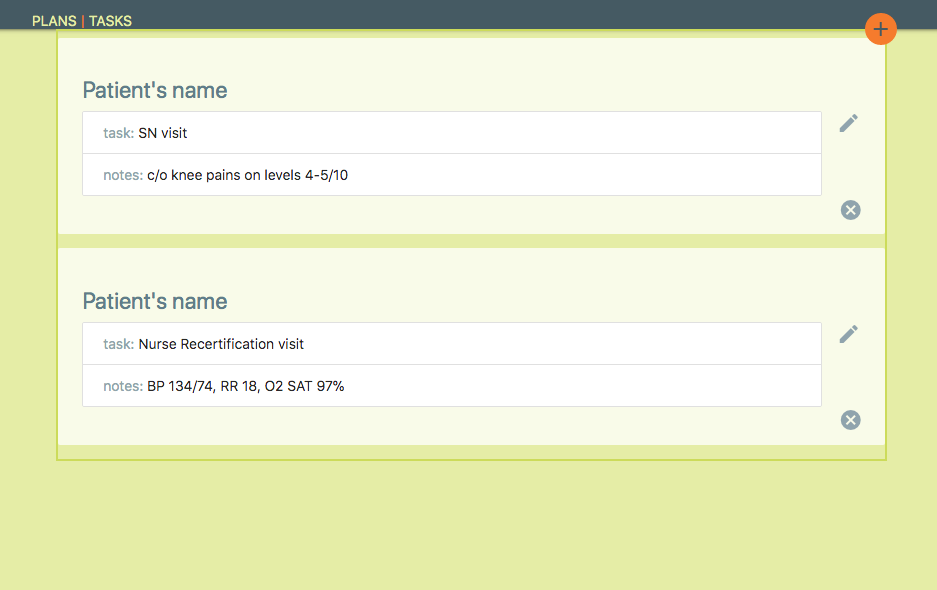 PLANS | TASKS
Patient's name
task: SN visit
notes: c/o knee pains on levels 4-5/10
Patient's name
task: Nurse Recertification visit
notes: BP 134/74, RR 18, O2 SAT 97%